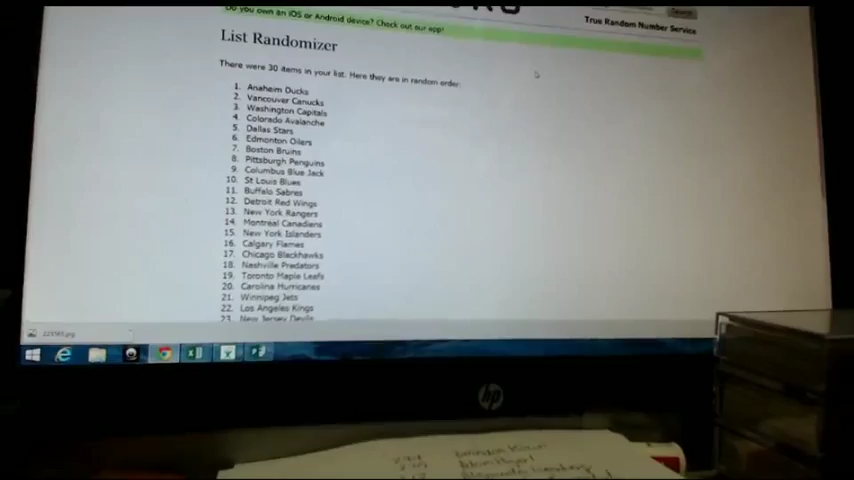 Do you own an iOS or Android device? Check out our app!
True Random Number Service
Search
List Randomizer
There were 30 items in your list. Here they are in random order:
1. Anaheim Ducks
2. Vancouver Canucks
3. Washington Capitals
4. Colorado Avalanche
5. Dallas Stars
6. Edmonton Oilers
7. Boston Bruins
8. Pittsburgh Penguins
9. Columbus Blue Jack
10. St Louis Blues
11. Buffalo Sabres
12. Detroit Red Wings
13. New York Rangers
14. Montreal Canadiens
15. New York Islanders
16. Calgary Flames
17. Chicago Blackhawks
18. Nashville Predators
19. Toronto Maple Leafs
20. Carolina Hurricanes
21. Winnipeg Jets
22. Los Angeles Kings
23. New Jersey Devils
hp